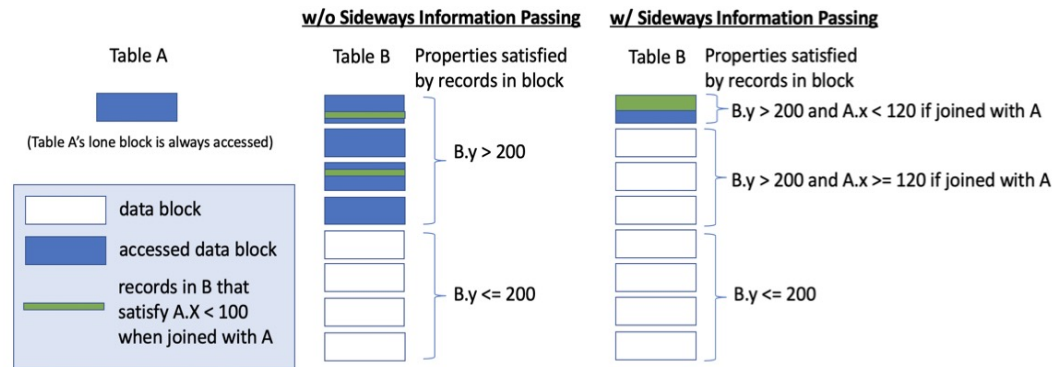 w/o Sideways Information Passing
w/ Sideways Information Passing
Table A
Table B
Properties satisfied
by records in block
Table B
Properties satisfied
by records in block
(Table A's lone block is always accessed)
B.y > 200
B.y <= 200
B.y > 200 and A.x < 120 if joined with A
B.y > 200 and A.x >= 120 if joined with A
B.y <= 200
data block
accessed data block
records in B that
satisfy A.X < 100
when joined with A